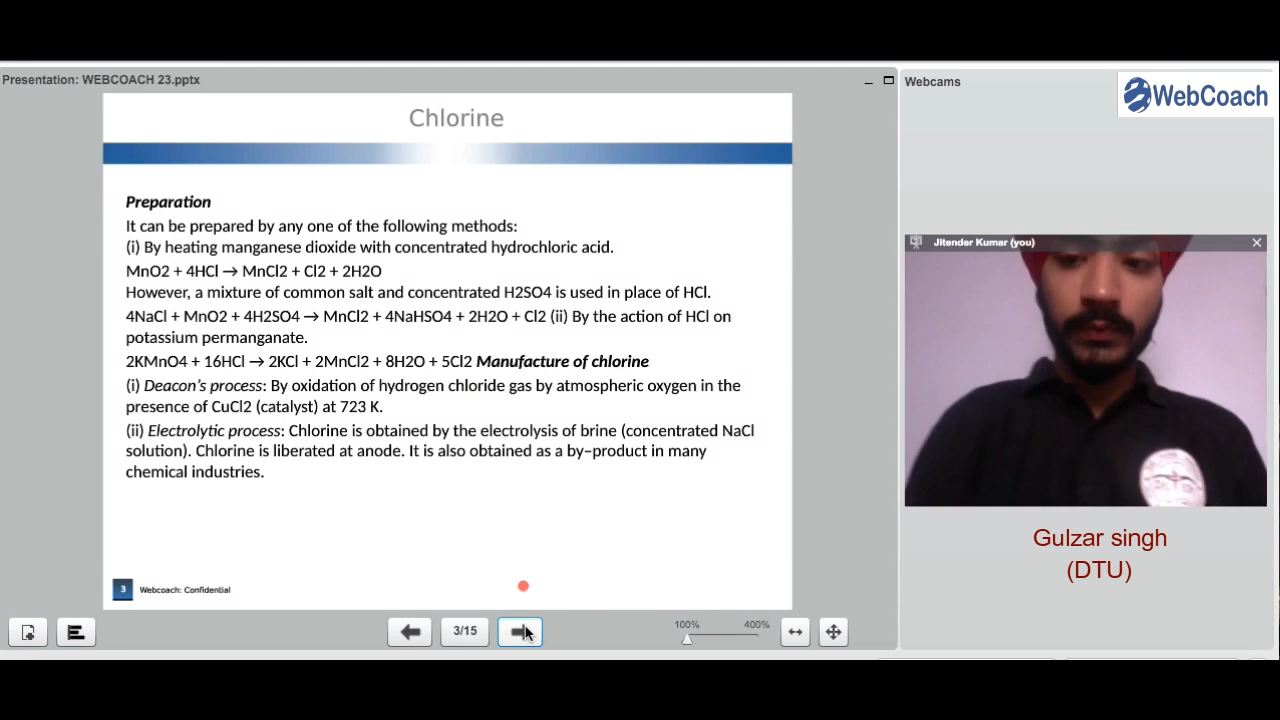 Presentation: WEBCOACH 23.pptx
Webcams
WebCoach
Chlorine
Preparation
It can be prepared by any one of the following methods:
(i) By heating manganese dioxide with concentrated hydrochloric acid.
MnO2 + 4HCl → MnCl2 + Cl2 + 2H2O
However, a mixture of common salt and concentrated H2SO4 is used in place of HCl.
4NaCl + MnO2 + 4H2SO4 → MnCl2 + 4NaHSO4 + 2H2O + Cl2 (ii) By the action of HCl on
potassium permanganate.
2KMnO4 + 16HCl → 2KCl + 2MnCl2 + 8H2O + 5Cl2 Manufacture of chlorine
(i) Deacon’s process: By oxidation of hydrogen chloride gas by atmospheric oxygen in the
presence of CuCl2 (catalyst) at 723 K.
(ii) Electrolytic process: Chlorine is obtained by the electrolysis of brine (concentrated NaCl
solution). Chlorine is liberated at anode. It is also obtained as a by–product in many
chemical industries.
3 Webcoach: Confidential
3/15
100% 400%
Jitender Kumar (you)
Gulzar singh
(DTU)